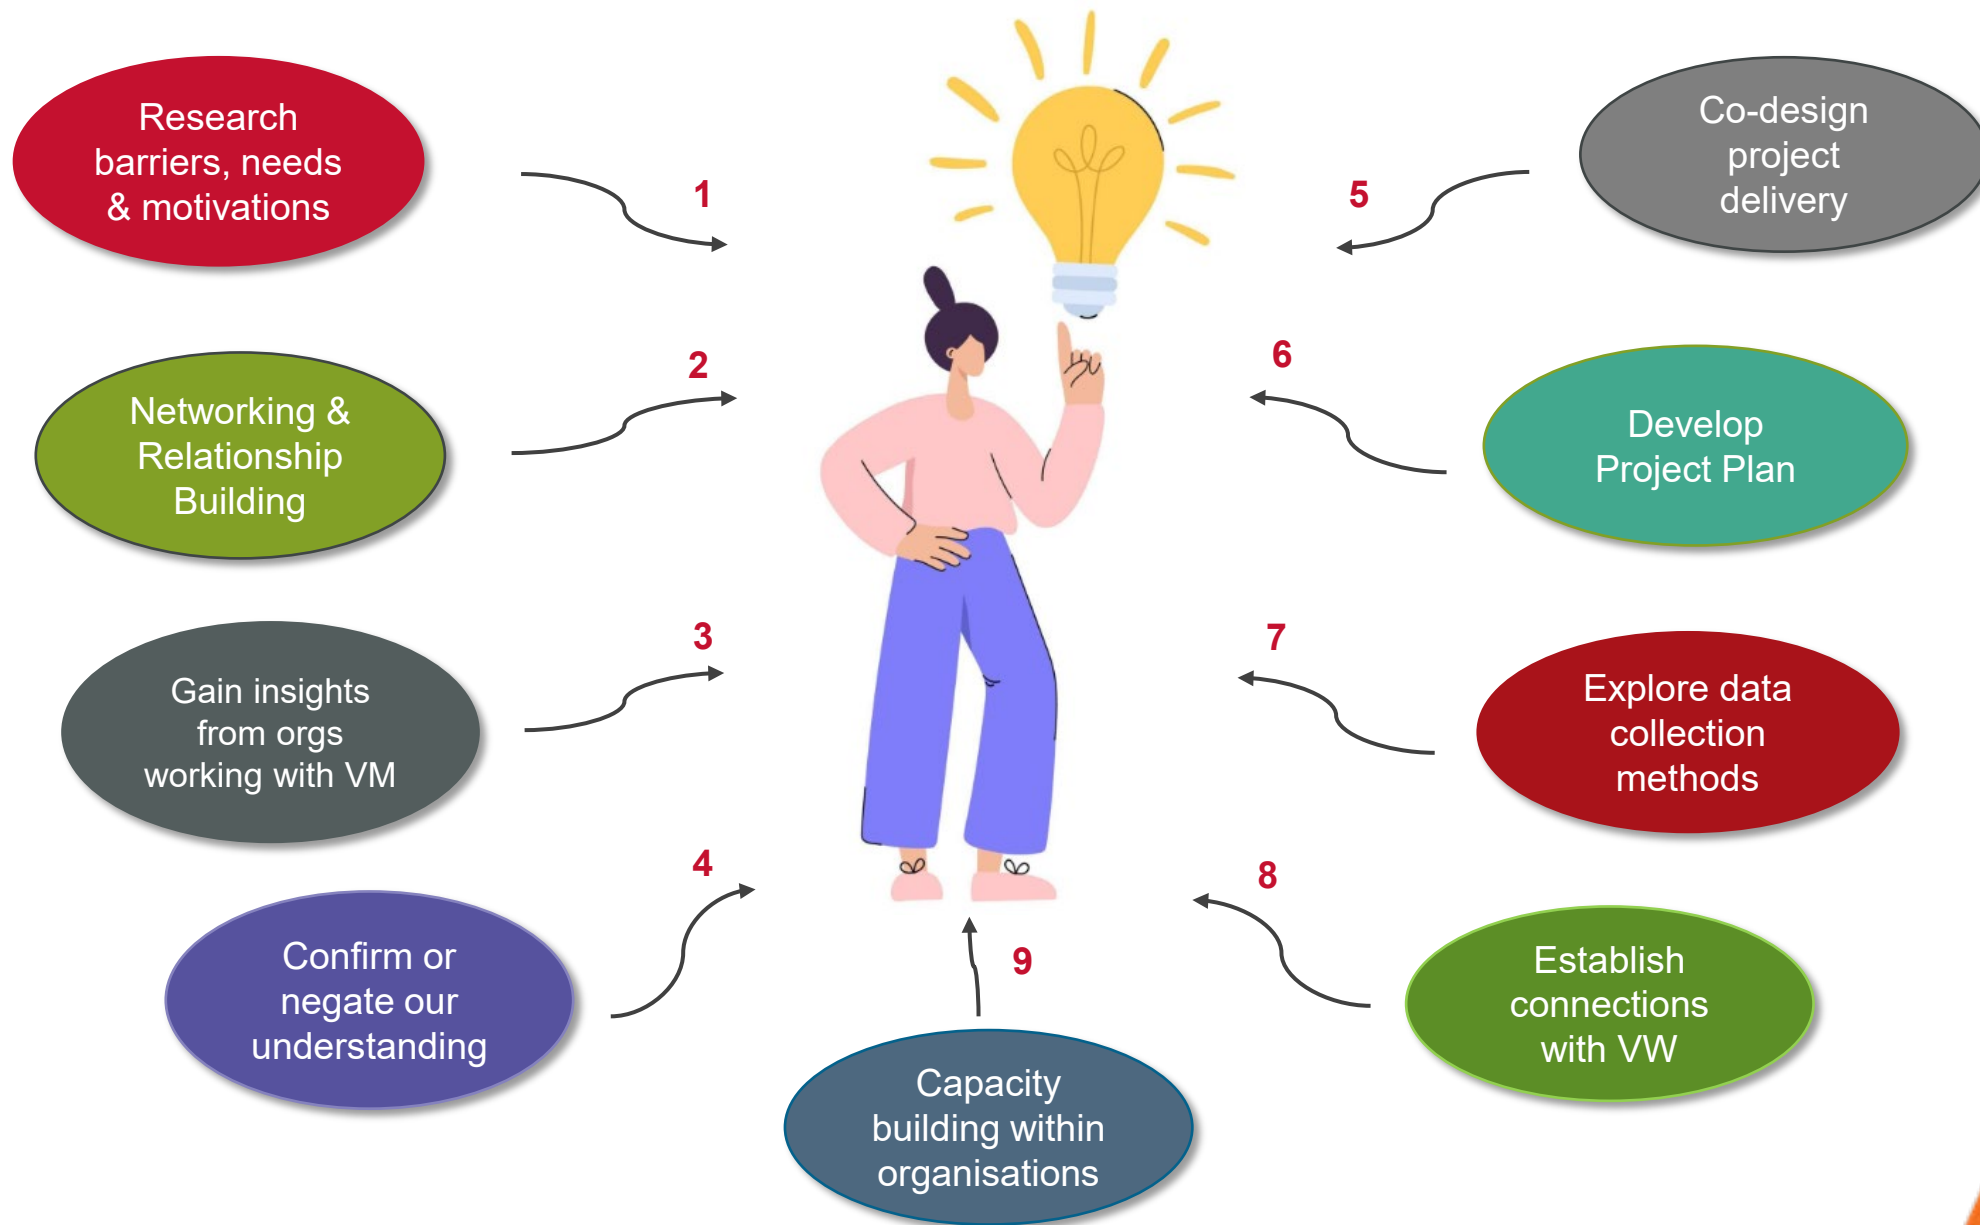 Research
barriers, needs
& motivations
1
Networking &
Relationship
Building
2
Gain insights
from orgs
working with VM
3
Confirm or
negate our
understanding
4
Co-design
project
delivery
5
Develop
Project Plan
6
Explore data
collection
methods
7
Establish
connections
with VW
8
Capacity
building within
organisations
9